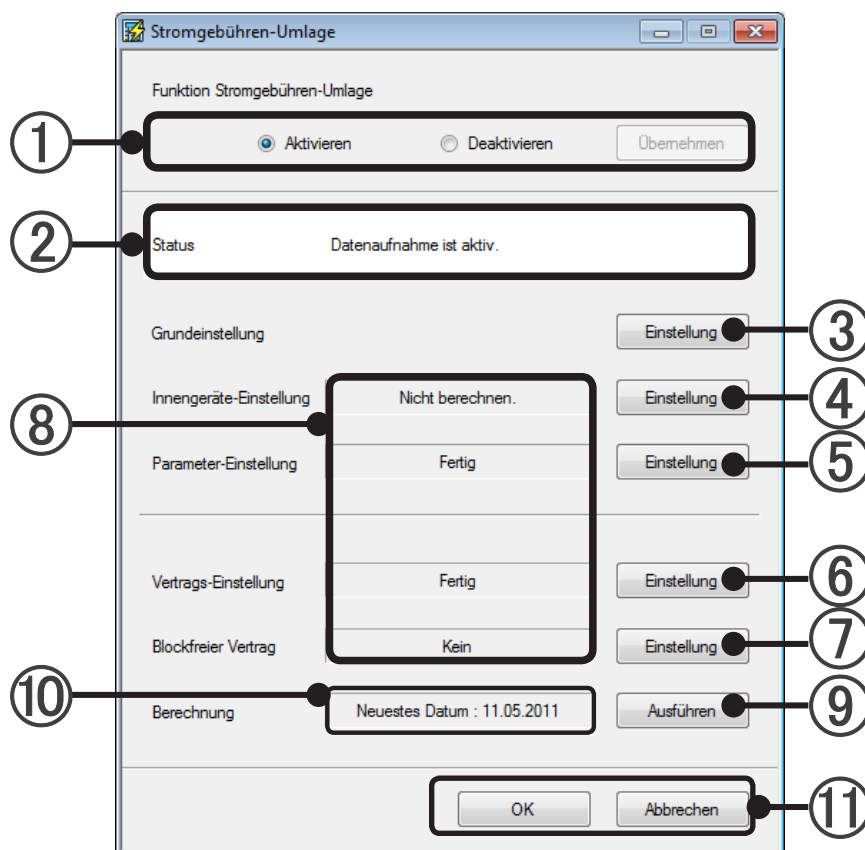 Stromgebühren-Umlage
Funktion Stromgebühren-Umlage
① Aktivieren Deaktivieren Übernehmen
② Status Datenaufnahme ist aktiv.
Grundeinstellung Einstellung ③
Innengeräte-Einstellung Nicht berechnen. Einstellung ④
⑧
Parameter-Einstellung Fertig Einstellung ⑤
Vertrags-Einstellung Fertig Einstellung ⑥
Blockfreier Vertrag Kein Einstellung ⑦
⑩ Berechnung Neuestes Datum : 11.05.2011 Ausführen ⑨
OK Abbrechen ⑪